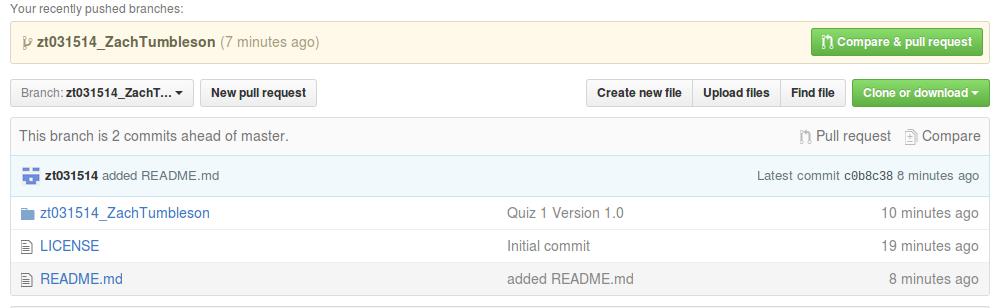 Your recently pushed branches:
zt031514_ZachTumbleson (7 minutes ago) Compare & pull request
Branch: zt031514_ZachT... New pull request Create new file Upload files Find file Clone or download
This branch is 2 commits ahead of master. Pull request Compare
zt031514 added README.md Latest commit c0b8c38 8 minutes ago
zt031514_ZachTumbleson Quiz 1 Version 1.0 10 minutes ago
LICENSE Initial commit 19 minutes ago
README.md added README.md 8 minutes ago